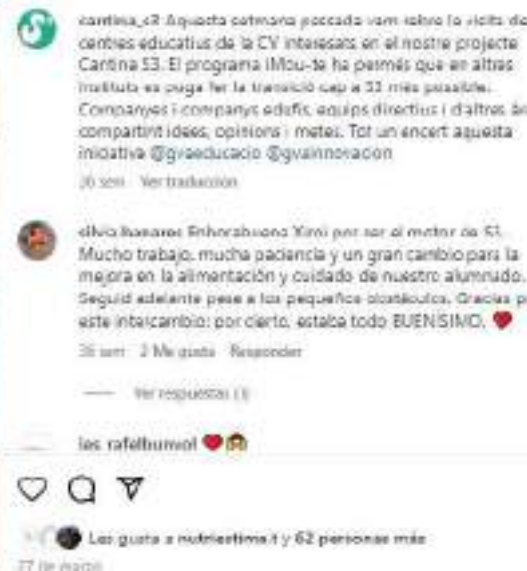 cantina_s3 Aquesta setmana passada vam rebre la visita de
centres educatius de la CV interessats en el nostre projecte
Cantina S3. El programa iMou-te ha permés que en altres
instituts es puga fer la transició cap a S3 més possible.
Companyes i companys edafis, equips directius i d'altres
compartint idees, opinions i metes. Tot un encert aquesta
iniciativa @gvaeducacio @gvainnovacion
36 sem Ver traducción
silvia.banares Enhorabuena Ximi por ser el motor de S3.
Mucho trabajo, mucha paciencia y un gran cambio para la
mejora en la alimentación y cuidado de nuestro alumnado.
Seguid adelante pese a los pequeños obstáculos. Gracias
este intercambio; por cierto, estaba todo BUENISIMO. ❤️
36 sem 2 Me gusta Responder
Ver respuestas (1)
ies rafelbunyol ❤️
Les gusta a nutriestima.t y 62 personas más
27 de marzo